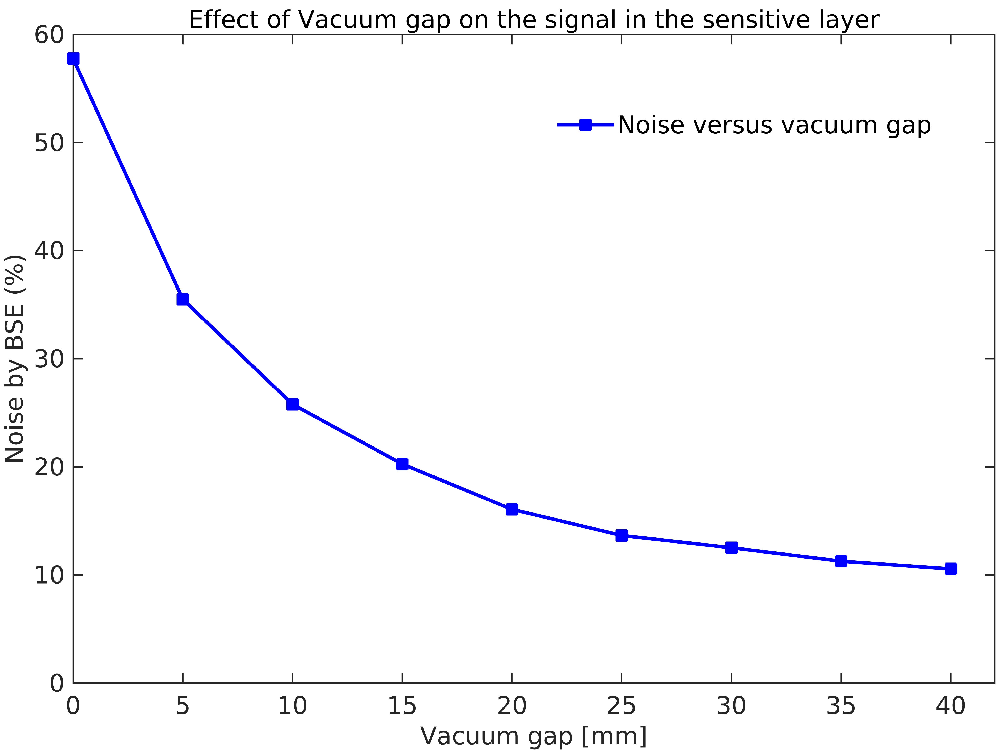 Effect of Vacuum gap on the signal in the sensitive layer
60
50
40
30
20
10
0
Noise by BSE (%)
Noise versus vacuum gap
0 5 10 15 20 25 30 35 40
Vacuum gap [mm]